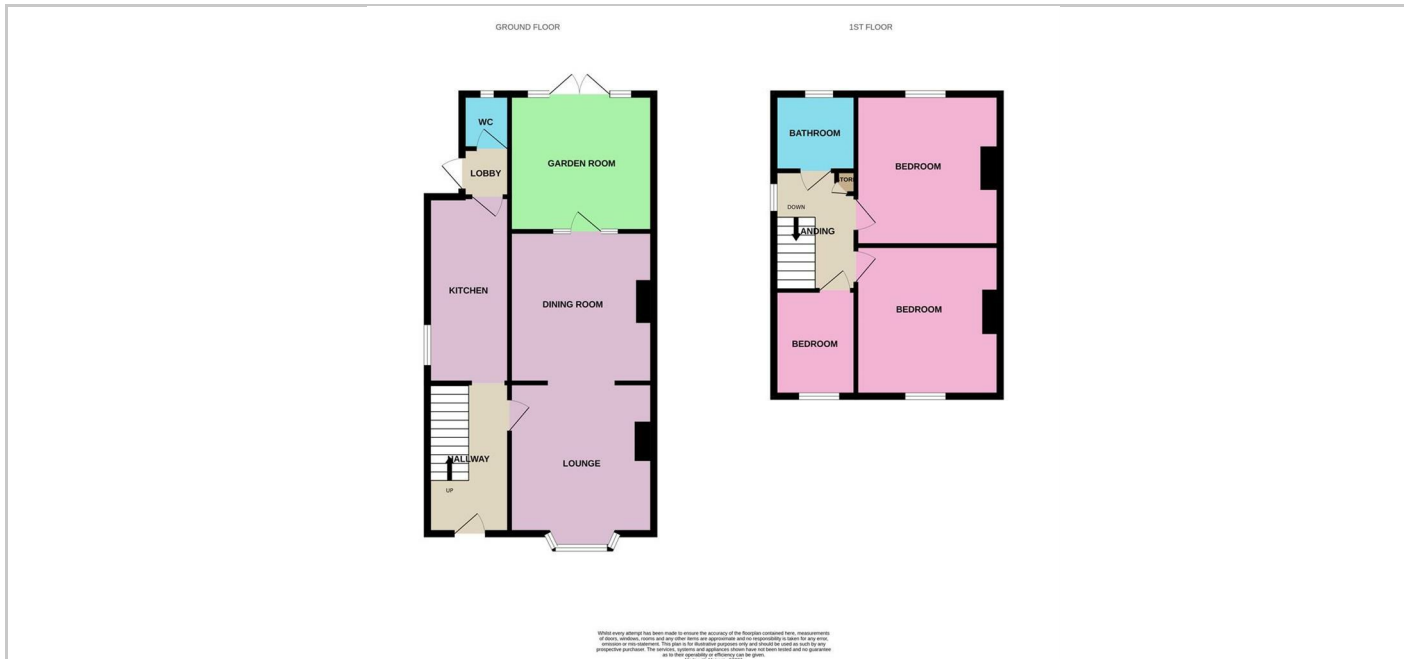 GROUND FLOOR
1ST FLOOR
WC
LOBBY
GARDEN ROOM
KITCHEN
DINING ROOM
HALLWAY
UP
LOUNGE
BATHROOM
BEDROOM
STOR
DOWN
LANDING
BEDROOM
BEDROOM
Whilst every attempt has been made to ensure the accuracy of the floorplan contained here, measurements
of doors, windows, rooms and any other items are approximate and no responsibility is taken for any error,
omission or mis-statement. This plan is for illustrative purposes only and should be used as such by any
prospective purchaser. The services, systems and appliances shown have not been tested and no guarantee
as to their operability or efficiency can be given.